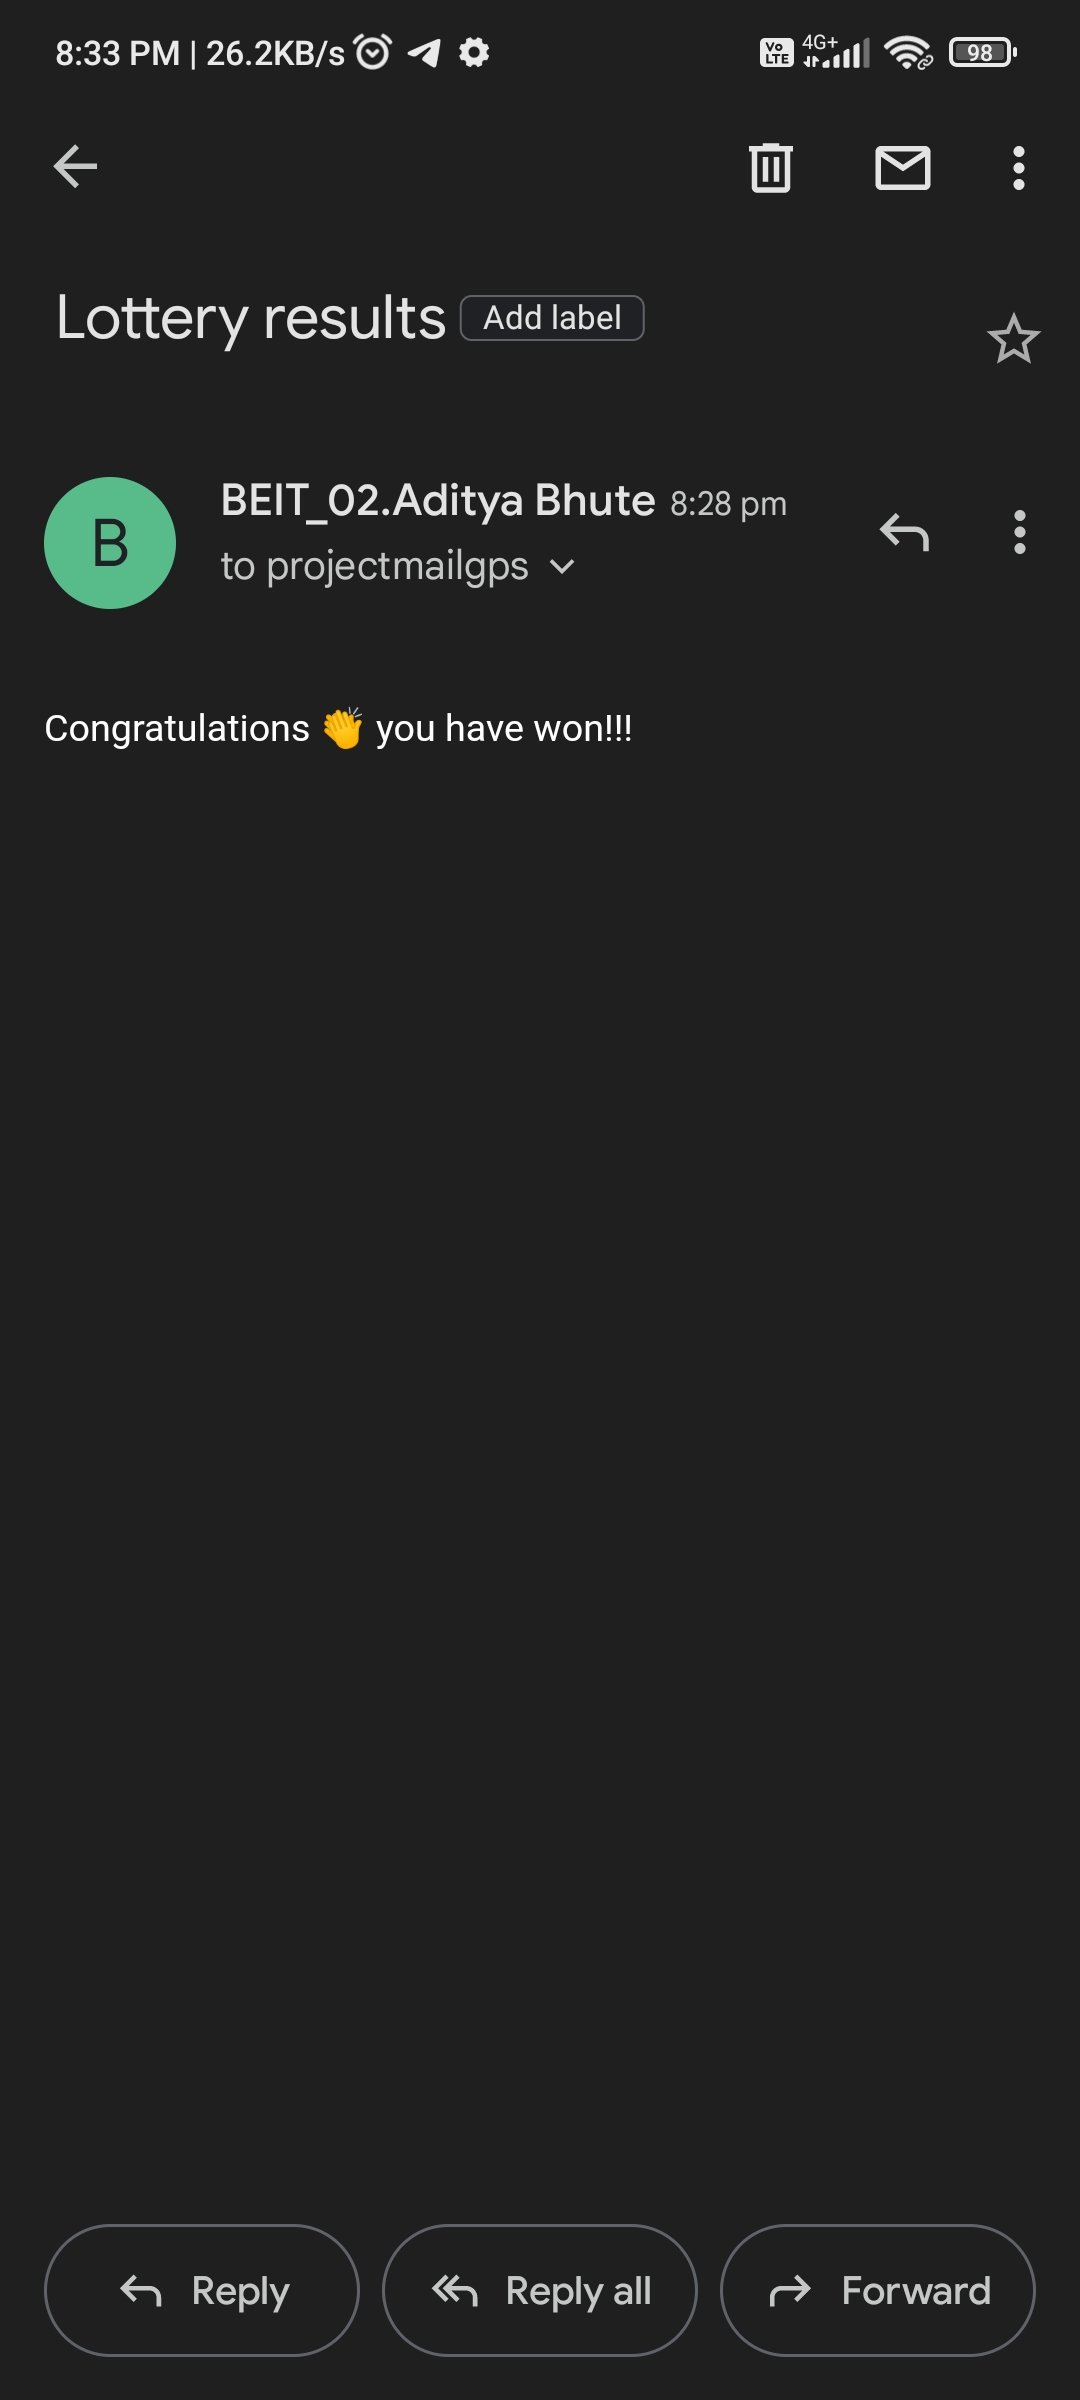 8:33 PM | 26.2KB/s Vo LTE 4G+ 98
Lottery results Add label
B
BEIT_02.Aditya Bhute 8:28 pm
to projectmailgps
Congratulations 👏 you have won!!!
Reply Reply all Forward